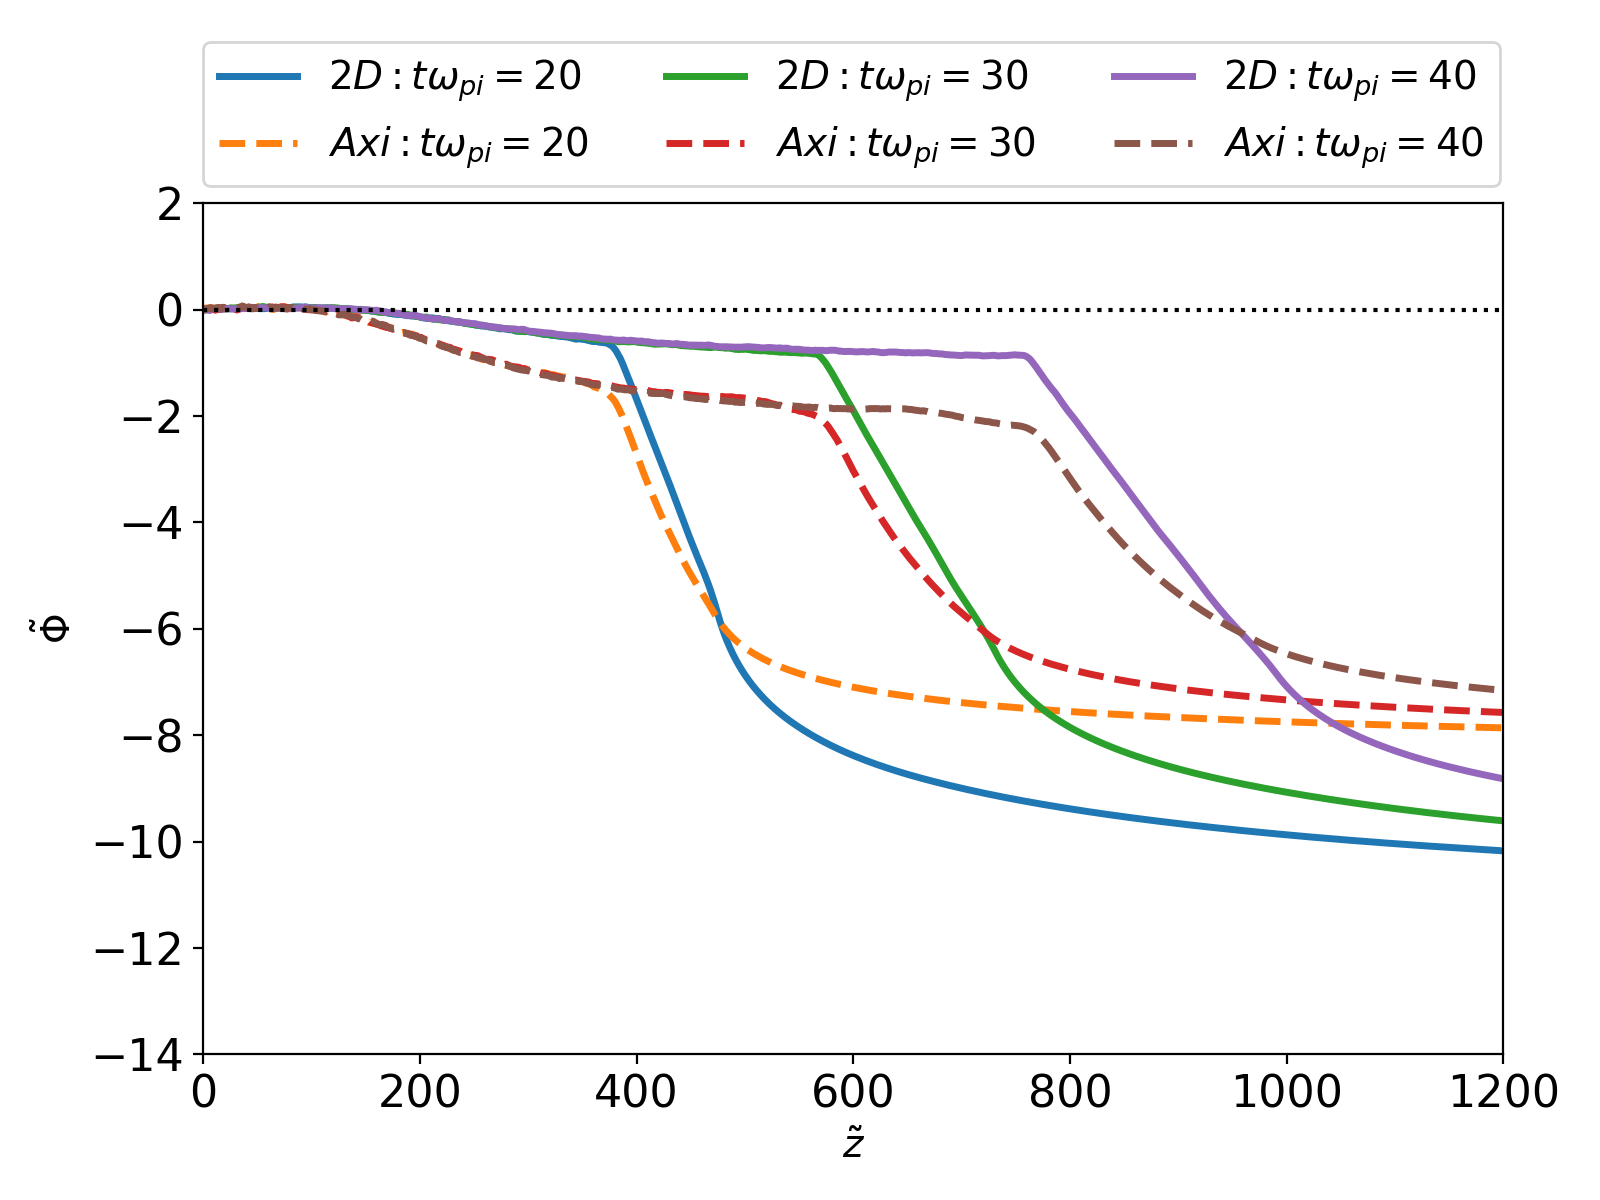 2D : tω_pi = 20 2D : tω_pi = 30 2D : tω_pi = 40
Axi : tω_pi = 20 Axi : tω_pi = 30 Axi : tω_pi = 40
2
0
−2
−4
−6
−8
−10
−12
−14
Φ̃
0 200 400 600 800 1000 1200
z̃